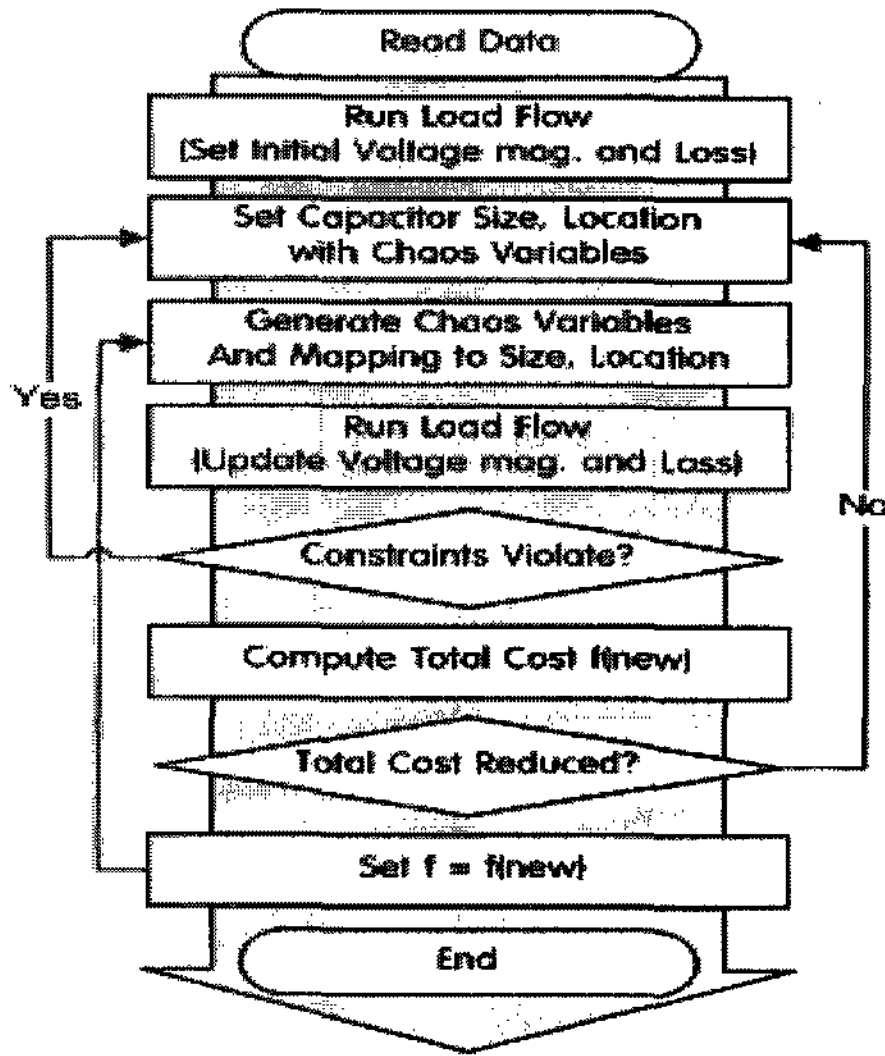 Read Data
Run Load Flow
(Set Initial Voltage mag. and Loss)
Set Capacitor Size, Location
with Chaos Variables
Generate Chaos Variables
And Mapping to Size, Location
Yes
Run Load Flow
(Update Voltage mag. and Loss)
No
Constraints Violate?
Compute Total Cost f(new)
Total Cost Reduced?
Set f = f(new)
End